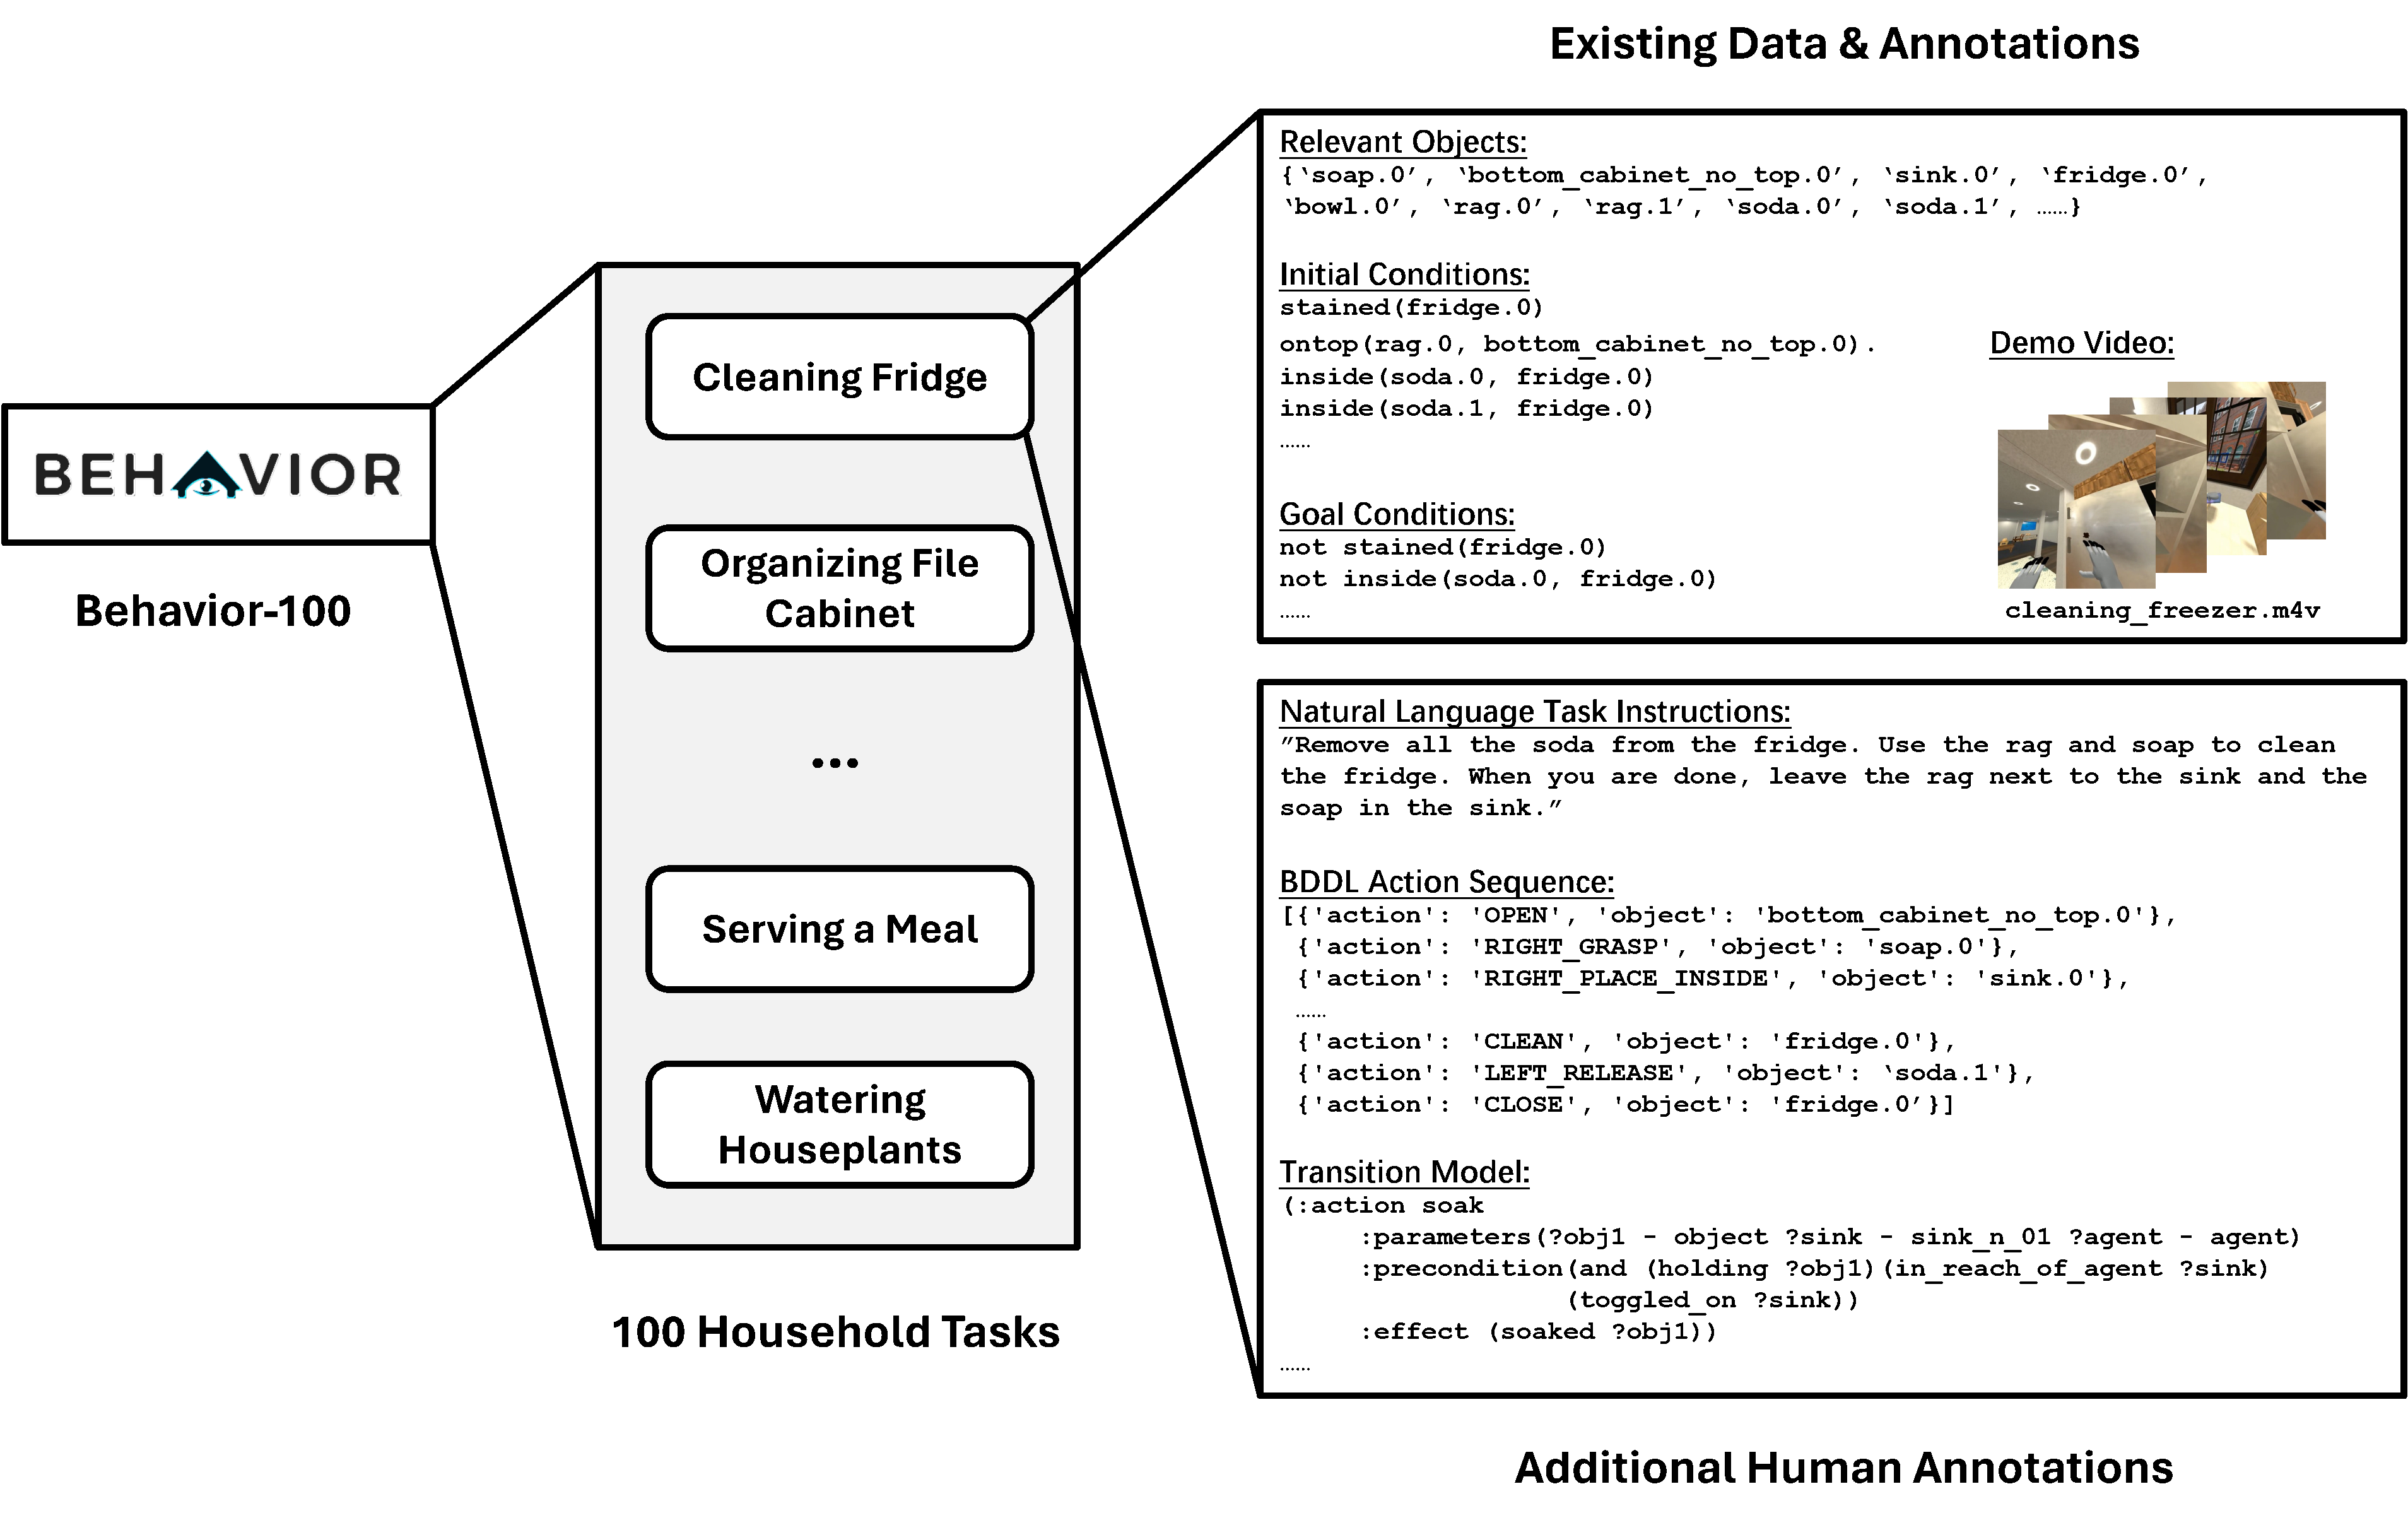 BEHAVIOR
Behavior-100
Cleaning Fridge
Organizing File
Cabinet
...
Serving a Meal
Watering
Houseplants
100 Household Tasks
Existing Data & Annotations
Relevant Objects:
{‘soap.0’, ‘bottom_cabinet_no_top.0’, ‘sink.0’, ‘fridge.0’,
‘bowl.0’, ‘rag.0’, ‘rag.1’, ‘soda.0’, ‘soda.1’, ……}
Initial Conditions:
stained(fridge.0)
ontop(rag.0, bottom_cabinet_no_top.0).
inside(soda.0, fridge.0)
inside(soda.1, fridge.0)
……
Goal Conditions:
not stained(fridge.0)
not inside(soda.0, fridge.0)
……
Demo Video:
cleaning_freezer.m4v
Natural Language Task Instructions:
”Remove all the soda from the fridge. Use the rag and soap to clean
the fridge. When you are done, leave the rag next to the sink and the
soap in the sink.”
BDDL Action Sequence:
[{'action': 'OPEN', 'object': 'bottom_cabinet_no_top.0'},
{'action': 'RIGHT_GRASP', 'object': 'soap.0'},
{'action': 'RIGHT_PLACE_INSIDE', 'object': 'sink.0'},
……
{'action': 'CLEAN', 'object': 'fridge.0'},
{'action': 'LEFT_RELEASE', 'object': ‘soda.1'},
{'action': 'CLOSE', 'object': 'fridge.0’}]
Transition Model:
(:action soak
:parameters(?obj1 - object ?sink - sink_n_01 ?agent - agent)
:precondition(and (holding ?obj1)(in_reach_of_agent ?sink)
(toggled_on ?sink))
:effect (soaked ?obj1))
……
Additional Human Annotations